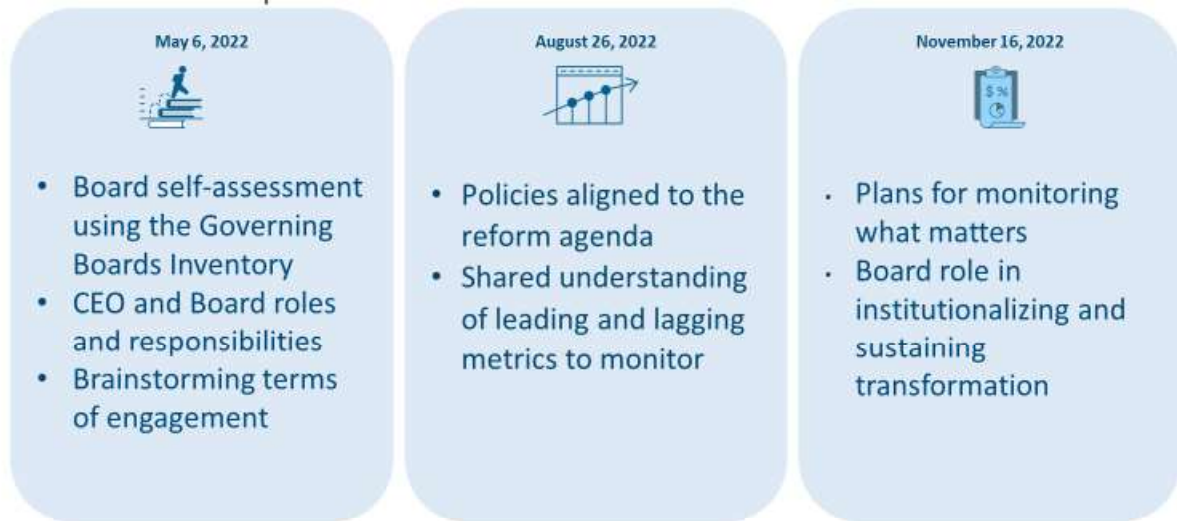 May 6, 2022
• Board self-assessment
using the Governing
Boards Inventory
• CEO and Board roles
and responsibilities
• Brainstorming terms
of engagement
August 26, 2022
• Policies aligned to the
reform agenda
• Shared understanding
of leading and lagging
metrics to monitor
November 16, 2022
$ %
• Plans for monitoring
what matters
• Board role in
institutionalizing and
sustaining
transformation